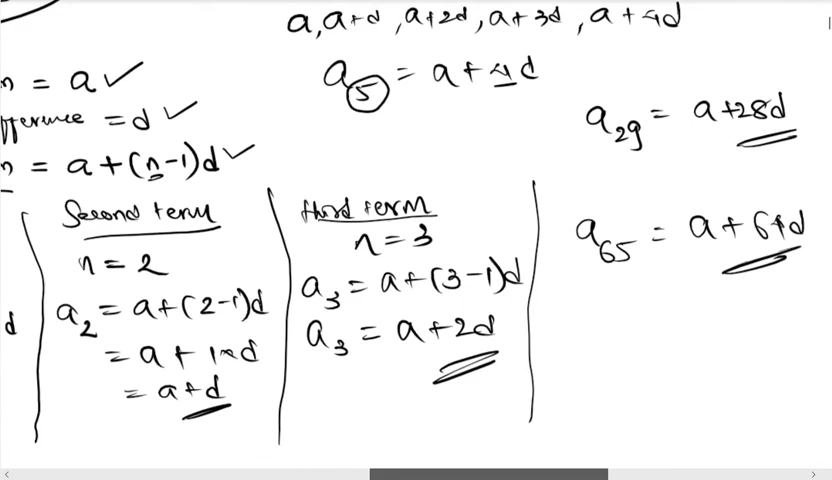 a, a+d, a+2d, a+3d, a+4d
n = a ✓
a₅ = a+4d
fference = d ✓
a₂₉ = a+28d
n = a+(n-1)d ✓
Second term
n = 2
a₂ = a+(2-1)d
= a + 1×d
= a+d
third term
n = 3
a₃ = a+(3-1)d
a₃ = a+2d
a₆₅ = a+64d
d